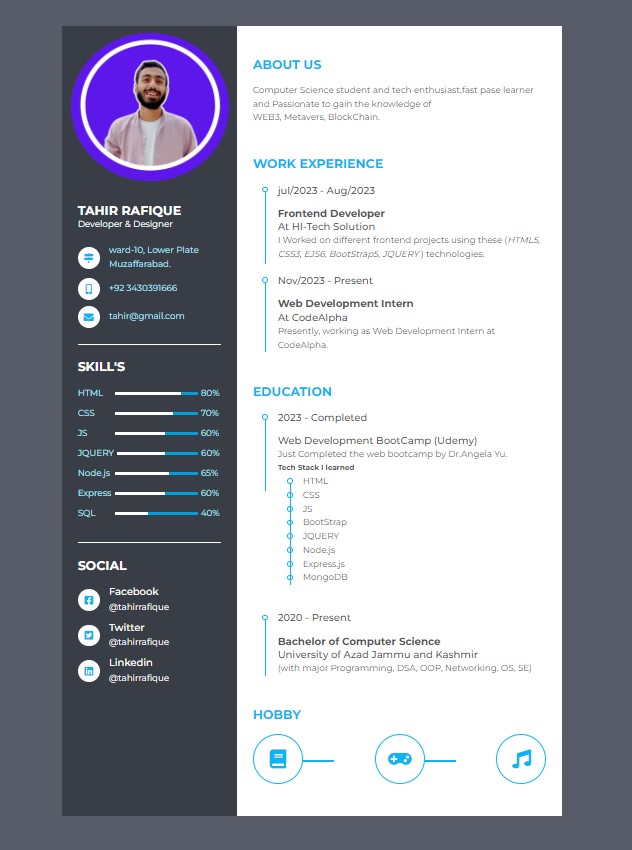 TAHIR RAFIQUE
Developer & Designer
ward-10, Lower Plate
Muzaffarabad.
+92 3430391666
tahir@gmail.com
SKILL'S
HTML 80%
CSS 70%
JS 60%
JQUERY 60%
Node.js 65%
Express 60%
SQL 40%
SOCIAL
Facebook
@tahirrafique
Twitter
@tahirrafique
Linkedin
@tahirrafique
ABOUT US
Computer Science student and tech enthusiast,fast pase learner
and Passionate to gain the knowledge of
WEB3, Metavers, BlockChain.
WORK EXPERIENCE
jul/2023 - Aug/2023
Frontend Developer
At HI-Tech Solution
I Worked on different frontend projects using these (HTML5,
CSS3, EJS6, BootStrap5, JQUERY) technologies.
Nov/2023 - Present
Web Development Intern
At CodeAlpha
Presently, working as Web Development Intern at
CodeAlpha.
EDUCATION
2023 - Completed
Web Development BootCamp (Udemy)
Just Completed the web bootcamp by Dr.Angela Yu.
Tech Stack I learned
HTML
CSS
JS
BootStrap
JQUERY
Node.js
Express.js
MongoDB
2020 - Present
Bachelor of Computer Science
University of Azad Jammu and Kashmir
(with major Programming, DSA, OOP, Networking, OS, SE)
HOBBY